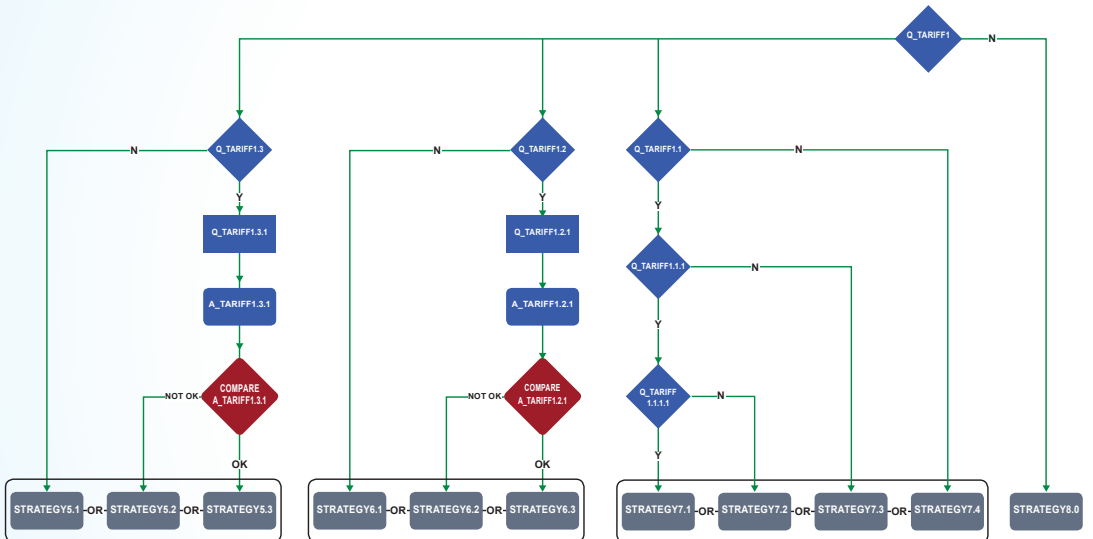 Q_TARIFF1
N
Q_TARIFF1.3
N
Q_TARIFF1.2
N
Q_TARIFF1.1
N
Y
Y
Y
Q_TARIFF1.3.1
Q_TARIFF1.2.1
Q_TARIFF1.1.1
N
A_TARIFF1.3.1
A_TARIFF1.2.1
Y
COMPARE
A_TARIFF1.3.1
NOT OK
COMPARE
A_TARIFF1.2.1
NOT OK
Q_TARIFF
1.1.1.1
N
OK
OK
Y
STRATEGY5.1 -OR- STRATEGY5.2 -OR- STRATEGY5.3
STRATEGY6.1 -OR- STRATEGY6.2 -OR- STRATEGY6.3
STRATEGY7.1 -OR- STRATEGY7.2 -OR- STRATEGY7.3 -OR- STRATEGY7.4
STRATEGY8.0